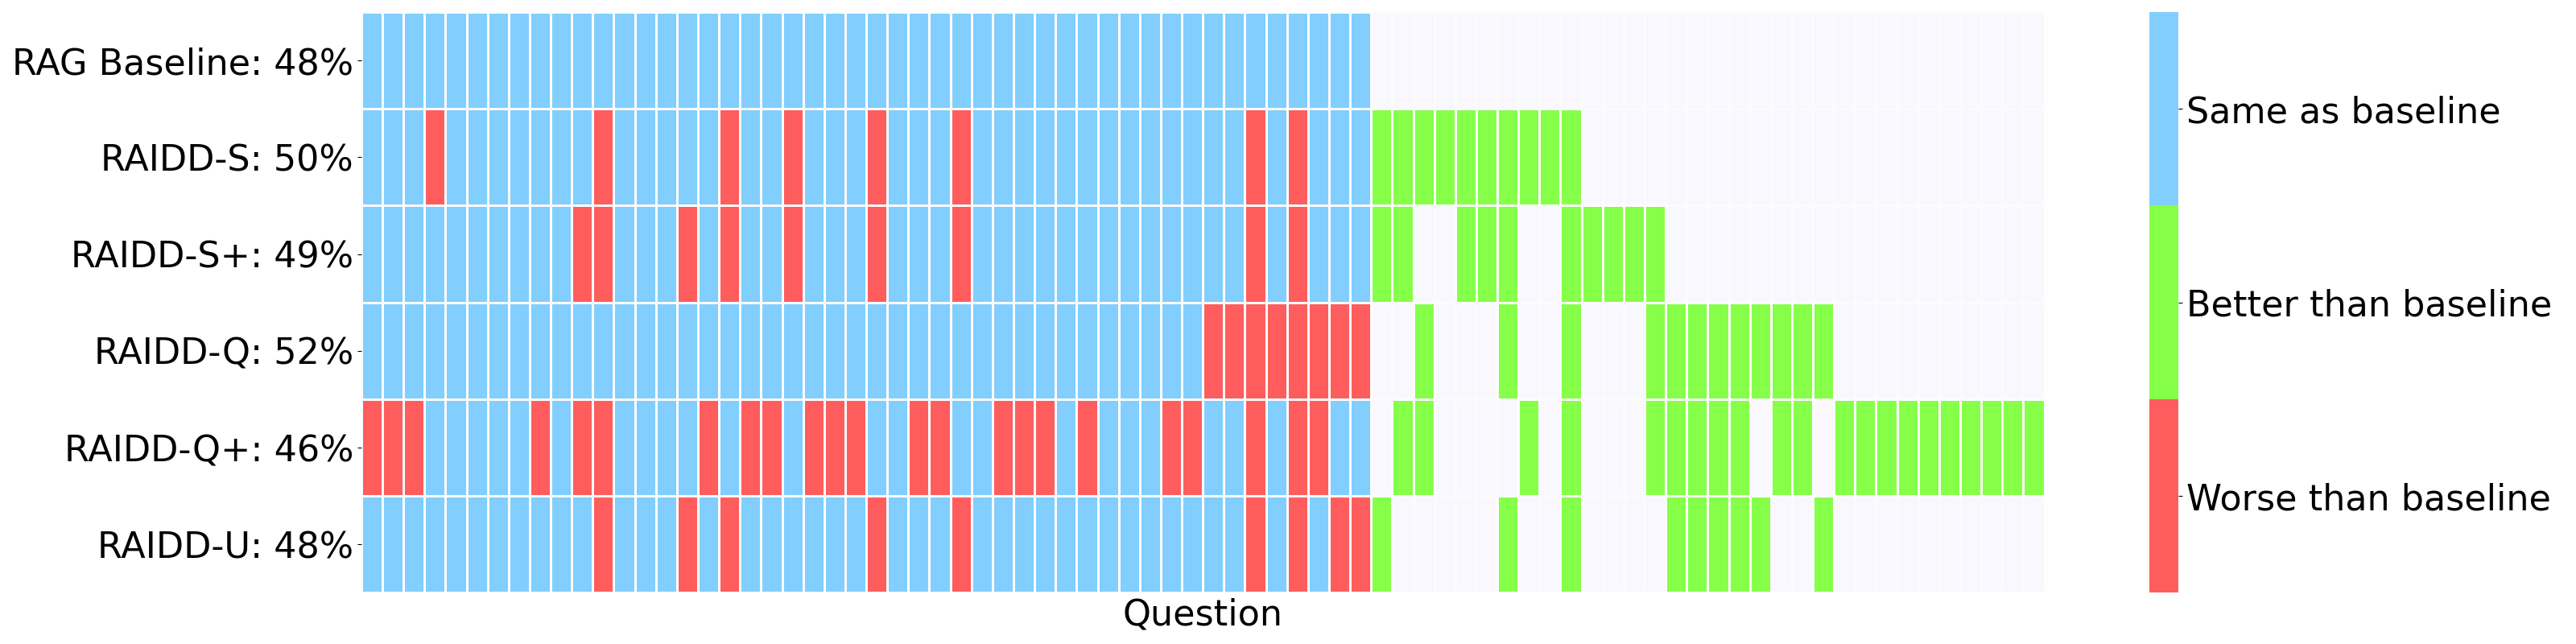 RAG Baseline: 48%
RAIDD-S: 50%
RAIDD-S+: 49%
RAIDD-Q: 52%
RAIDD-Q+: 46%
RAIDD-U: 48%
Question
Same as baseline
Better than baseline
Worse than baseline